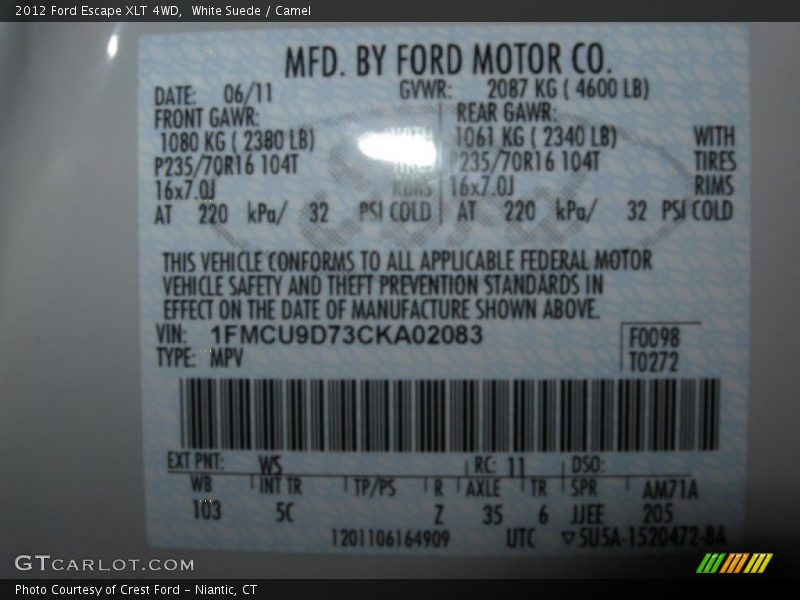 2012 Ford Escape XLT 4WD, White Suede / Camel
MFD. BY FORD MOTOR CO.
DATE: 06/11 GVWR: 2087 KG ( 4600 LB)
FRONT GAWR: REAR GAWR:
1080 KG ( 2380 LB) WITH 1061 KG ( 2340 LB) WITH
P235/70R16 104T TIRES P235/70R16 104T TIRES
16x7.0J RIMS 16x7.0J RIMS
AT 220 kPa/ 32 PSI COLD AT 220 kPa/ 32 PSI COLD
THIS VEHICLE CONFORMS TO ALL APPLICABLE FEDERAL MOTOR
VEHICLE SAFETY AND THEFT PREVENTION STANDARDS IN
EFFECT ON THE DATE OF MANUFACTURE SHOWN ABOVE.
VIN: 1FMCU9D73CKA02083 F0098
TYPE: MPV T0272
EXT PNT: WS RC: 11 DSO:
WB INT TR TP/PS R AXLE TR SPR AM71A
103 5C Z 35 6 JJEE 205
1201106164909 UTC ▽5U5A-1520472-BA
GTCARLOT.COM
Photo Courtesy of Crest Ford - Niantic, CT